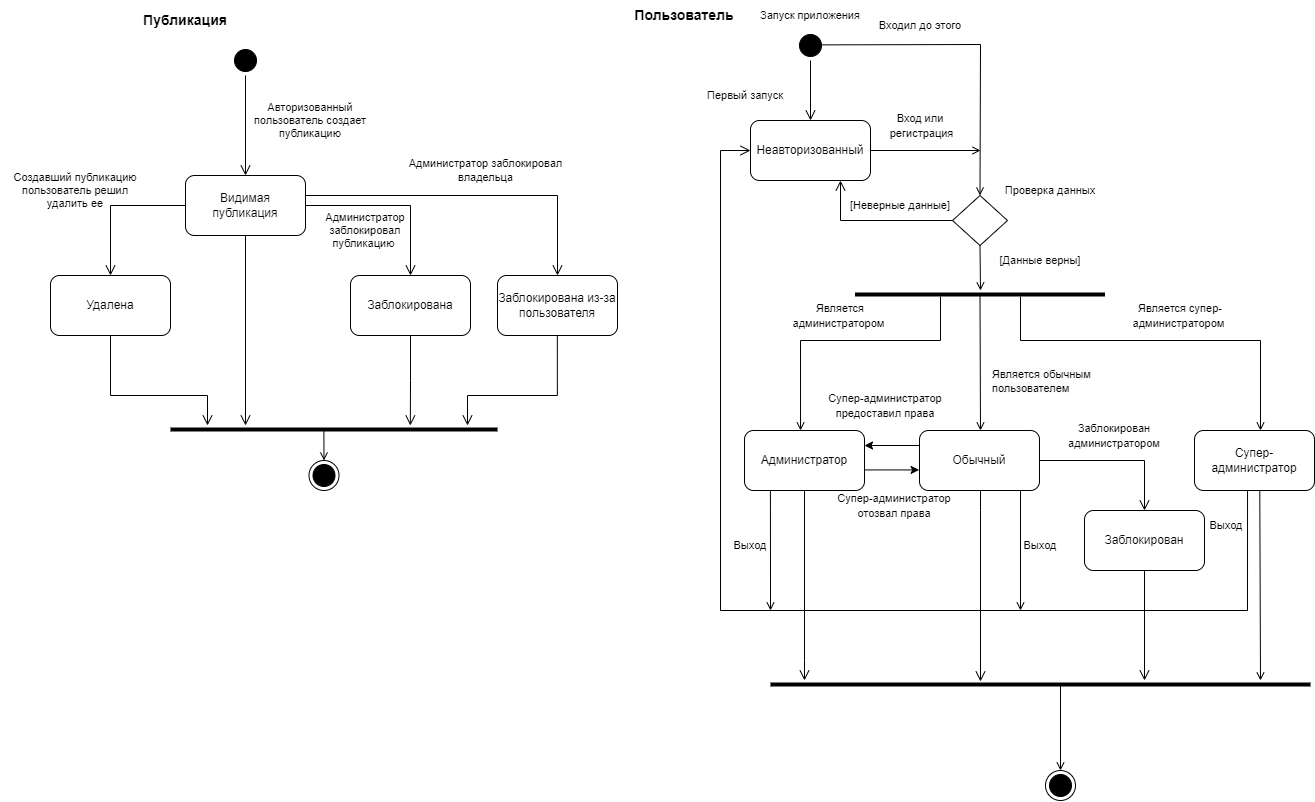 Публикация
Авторизованный
пользователь создает
публикацию
Создавший публикацию
пользователь решил
удалить ее
Видимая
публикация
Администратор заблокировал
владельца
Администратор
заблокировал
публикацию
Удалена
Заблокирована
Заблокирована из-за
пользователя
Пользователь
Запуск приложения
Входил до этого
Первый запуск
Неавторизованный
Вход или
регистрация
Проверка данных
[Неверные данные]
[Данные верны]
Является
администратором
Является супер-
администратором
Является обычным
пользователем
Супер-администратор
предоставил права
Заблокирован
администратором
Администратор
Обычный
Супер-
администратор
Супер-администратор
отозвал права
Заблокирован
Выход
Выход
Выход